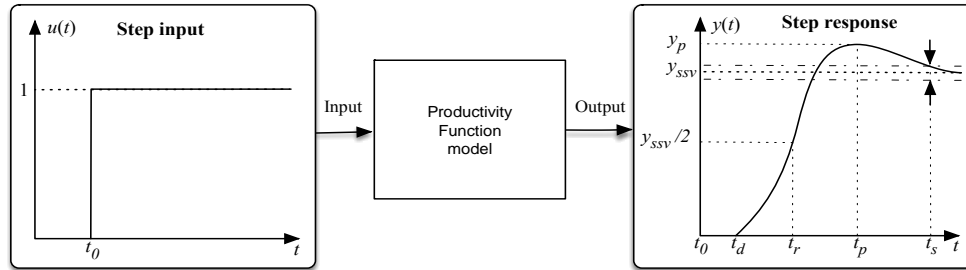 u(t)
Step input
1
t0
t
Input
Productivity
Function
model
Output
Step response
y(t)
yp
yssv
yssv/2
t0
td
tr
tp
ts
t